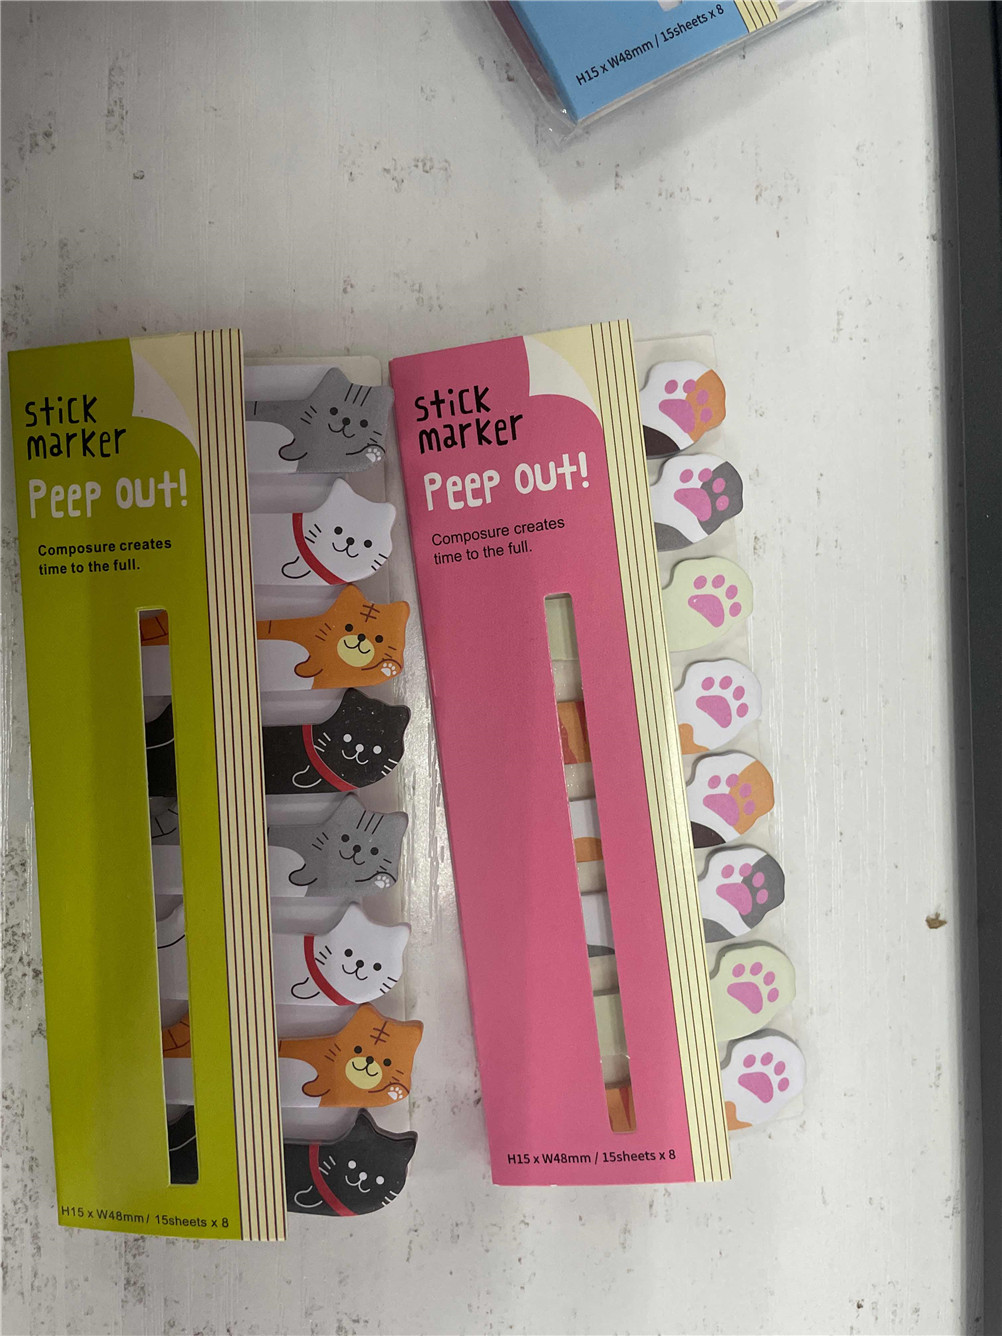 H15 x W48mm / 15sheets x 8
stick
marker
Peep out!
Composure creates
time to the full.
H15 x W48mm / 15sheets x 8
stick
marker
Peep out!
Composure creates
time to the full.
H15 x W48mm / 15sheets x 8